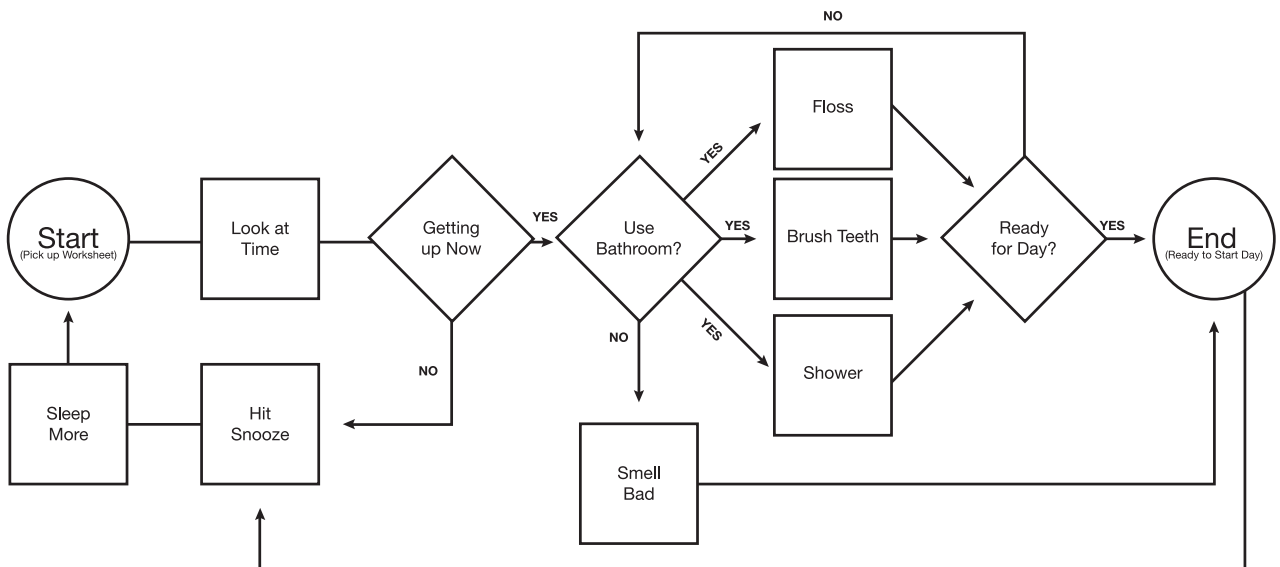 NO
Floss
YES
Start
(Pick up Worksheet)
Look at
Time
Getting
up Now
YES
Use
Bathroom?
YES
Brush Teeth
Ready
for Day?
YES
End
(Ready to Start Day)
YES
NO
NO
Shower
Sleep
More
Hit
Snooze
Smell
Bad